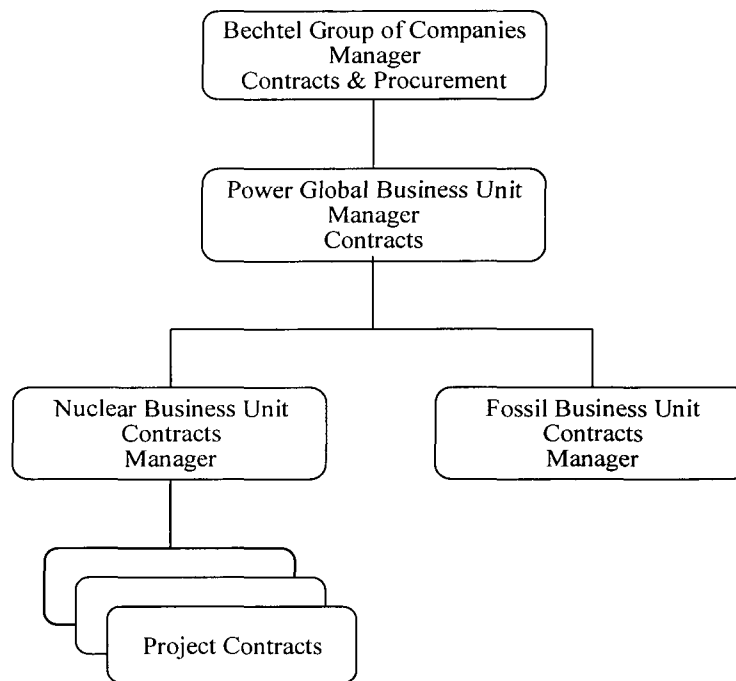 Bechtel Group of Companies
Manager
Contracts & Procurement
Power Global Business Unit
Manager
Contracts
Nuclear Business Unit
Contracts
Manager
Fossil Business Unit
Contracts
Manager
Project Contracts